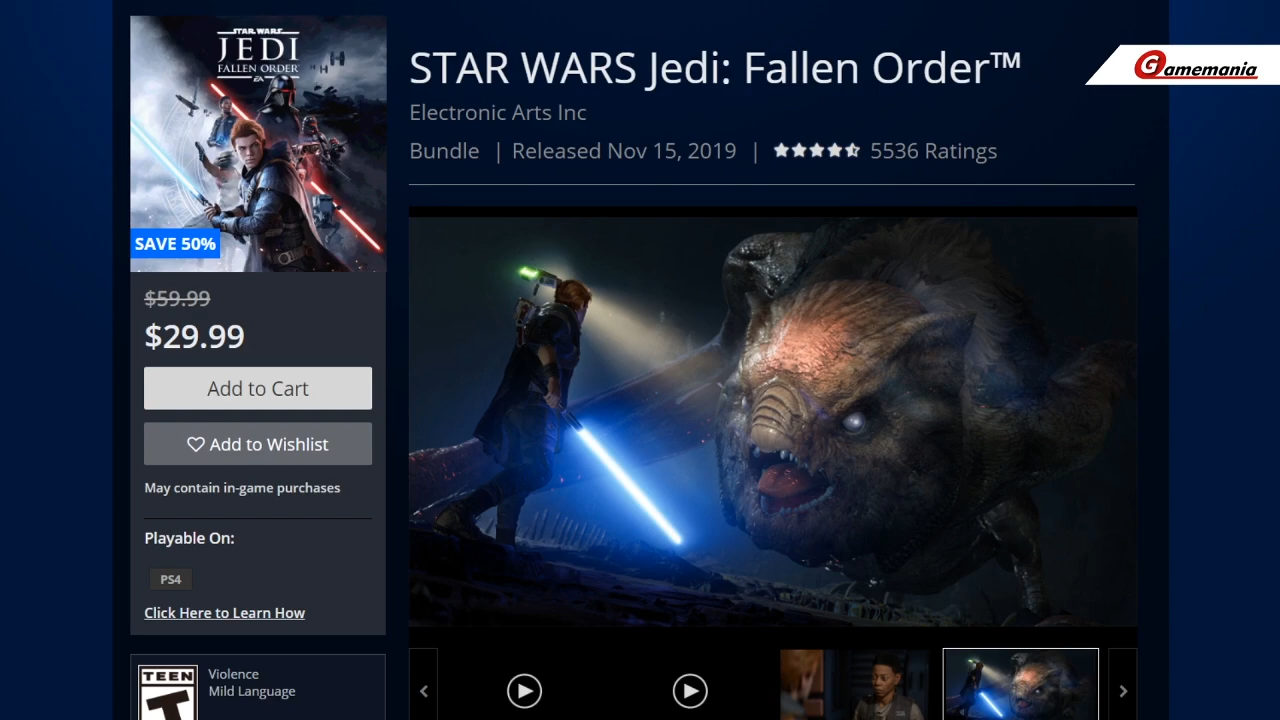 STAR WARS
JEDI
FALLEN ORDER
EA
SAVE 50%
$59.99
$29.99
Add to Cart
Add to Wishlist
May contain in-game purchases
Playable On:
PS4
Click Here to Learn How
TEEN
T
Violence
Mild Language
STAR WARS Jedi: Fallen Order™
Electronic Arts Inc
Bundle | Released Nov 15, 2019 | 5536 Ratings
Gamemania